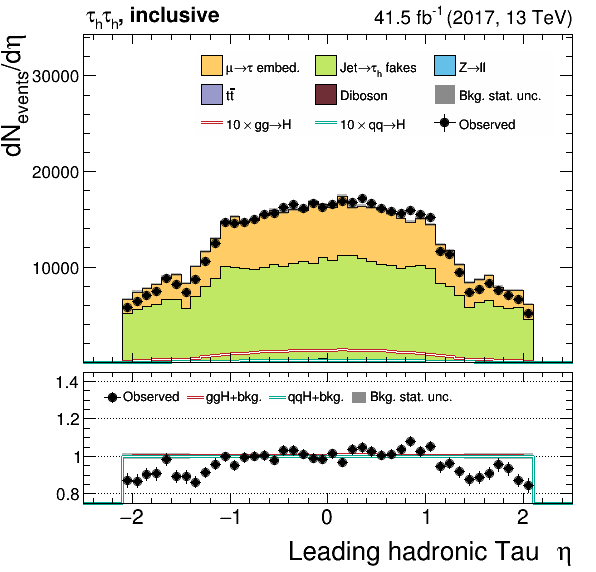 τhτh, inclusive
41.5 fb-1 (2017, 13 TeV)
dNevents/dη
30000
20000
10000
μ→τ embed.
Jet→τh fakes
Z→ll
tt̄
Diboson
Bkg. stat. unc.
10 × gg→H
10 × qq→H
Observed
1.4
1.2
1
0.8
Observed
ggH+bkg.
qqH+bkg.
Bkg. stat. unc.
−2
−1
0
1
2
Leading hadronic Tau η